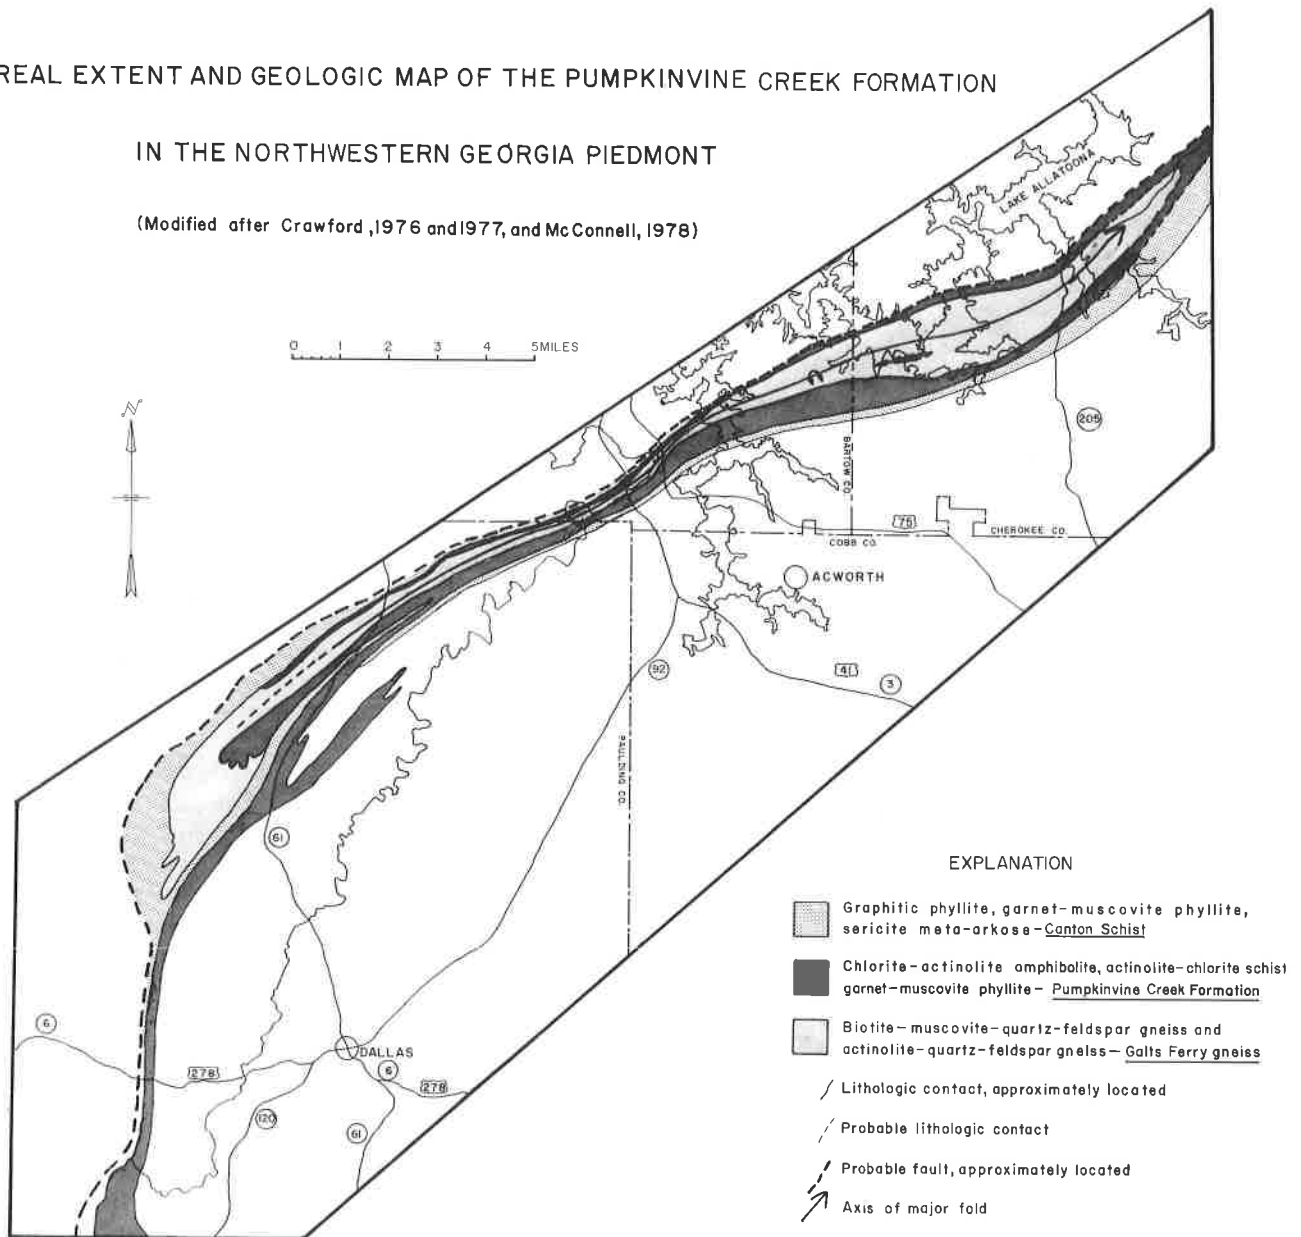 REAL EXTENT AND GEOLOGIC MAP OF THE PUMPKINVINE CREEK FORMATION
IN THE NORTHWESTERN GEORGIA PIEDMONT
(Modified after Crawford, 1976 and 1977, and McConnell, 1978)
0 1 2 3 4 5 MILES
N
LAKE ALLATOONA
205
BARTOW CO.
75
CHEROKEE CO.
COBB CO.
ACWORTH
92
41
3
PAULDING CO.
61
6
DALLAS
278
6
278
120
61
EXPLANATION
Graphitic phyllite, garnet-muscovite phyllite,
sericite meta-arkose-Canton Schist
Chlorite-actinolite amphibolite, actinolite-chlorite schist
garnet-muscovite phyllite- Pumpkinvine Creek Formation
Biotite-muscovite-quartz-feldspar gneiss and
actinolite-quartz-feldspar gneiss-Galts Ferry gneiss
Lithologic contact, approximately located
Probable lithologic contact
Probable fault, approximately located
Axis of major fold